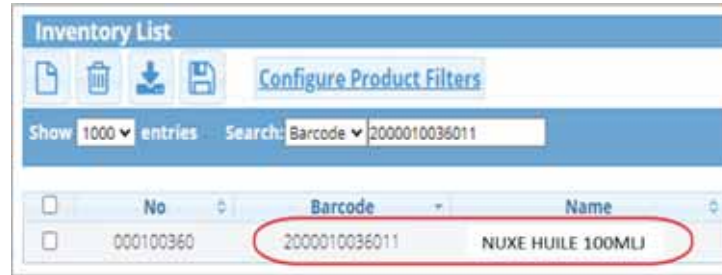 Inventory List
Configure Product Filters
Show 1000 entries Search: Barcode 2000010036011
No Barcode Name
000100360 2000010036011 NUXE HUILE 100MLJ